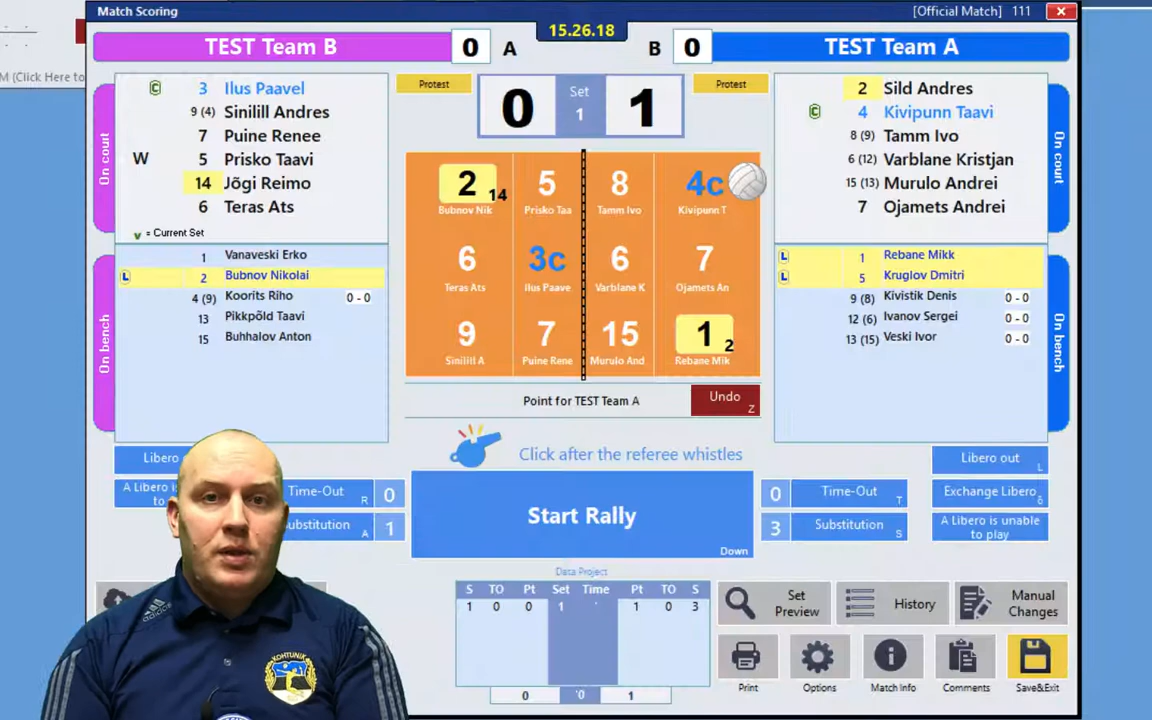 Match Scoring
[Official Match] 111
M (Click Here to
TEST Team B
0
A
15.26.18
B
0
TEST Team A
On court
C 3 Ilus Paavel
9 (4) Sinilill Andres
7 Puine Renee
W 5 Prisko Taavi
14 Jõgi Reimo
6 Teras Ats
v = Current Set
On bench
1 Vanaveski Erko
L 2 Bubnov Nikolai
4 (9) Koorits Riho 0 - 0
13 Pikkpõld Taavi
15 Buhhalov Anton
Protest
0
Set
1
1
Protest
2 14
Bubnov Nik
5
Prisko Taa
8
Tamm Ivo
4c
Kivipunn T
6
Teras Ats
3c
Ilus Paave
6
Varblane K
7
Ojamets An
9
Sinilill A
7
Puine Rene
15
Murulo And
1 2
Rebane Mik
Point for TEST Team A
Undo
Z
2 Sild Andres
C 4 Kivipunn Taavi
8 (9) Tamm Ivo
6 (12) Varblane Kristjan
15 (13) Murulo Andrei
7 Ojamets Andrei
On court
L 1 Rebane Mikk
L 5 Kruglov Dmitri
9 (8) Kivistik Denis 0 - 0
12 (6) Ivanov Sergei 0 - 0
13 (15) Veski Ivor 0 - 0
On bench
Libero
A Libero is
to
Time-Out R 0
ubstitution A 1
Click after the referee whistles
Start Rally
Down
0 Time-Out T
3 Substitution S
Libero out L
Exchange Libero
A Libero is unable
to play
Data Project
S TO Pt Set Time Pt TO S
1 0 0 1 ' 1 0 3
0 '0 1
Set
Preview
History
Manual
Changes
Print
Options
Match Info
Comments
Save&Exit
adidas
KOHTUNIK